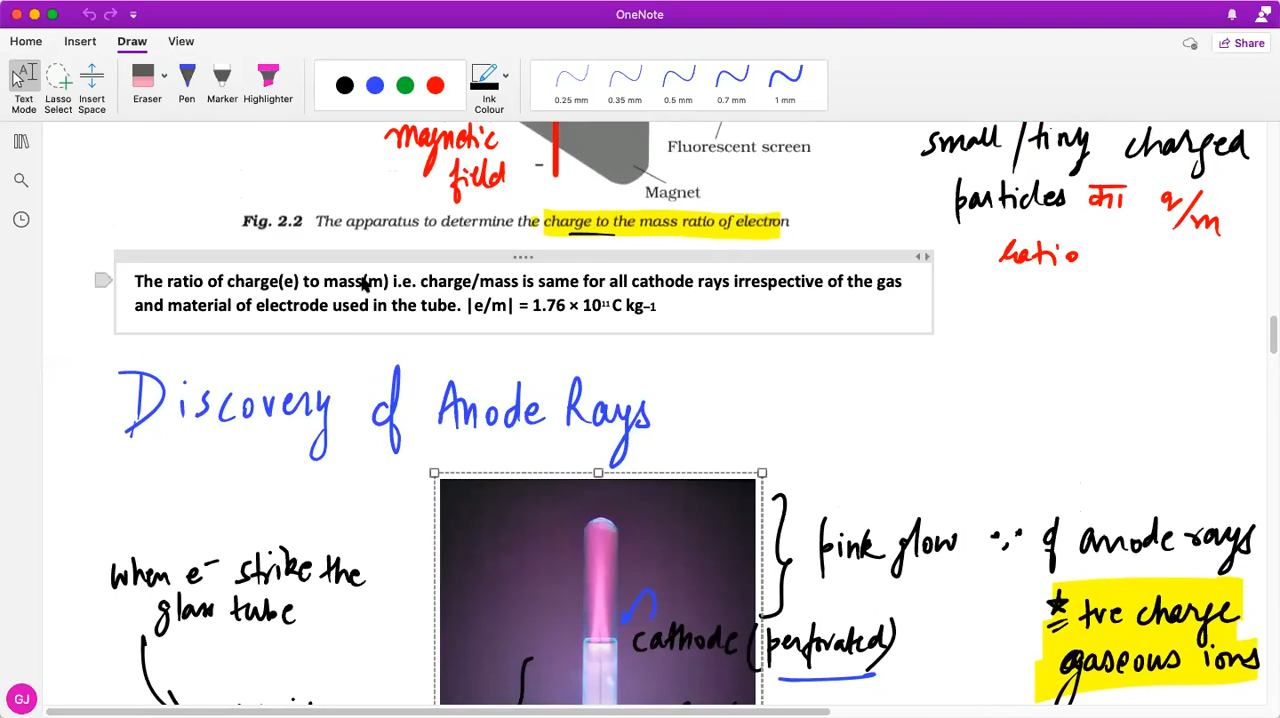 OneNote
Home Insert Draw View
Share
Text Mode
Lasso Select
Insert Space
Eraser
Pen
Marker
Highlighter
Ink Colour
0.25 mm
0.35 mm
0.5 mm
0.7 mm
1 mm
magnetic
field
-
Fluorescent screen
Magnet
small/tiny charged
particles का q/m
ratio
Fig. 2.2 The apparatus to determine the charge to the mass ratio of electron
The ratio of charge(e) to mass(m) i.e. charge/mass is same for all cathode rays irrespective of the gas
and material of electrode used in the tube. |e/m| = 1.76 × 10¹¹ C kg–1
Discovery of Anode Rays
pink glow ∵ of anode rays
when e- strike the
glass tube
cathode (perforated)
* +ve charge
gaseous ions
GJ